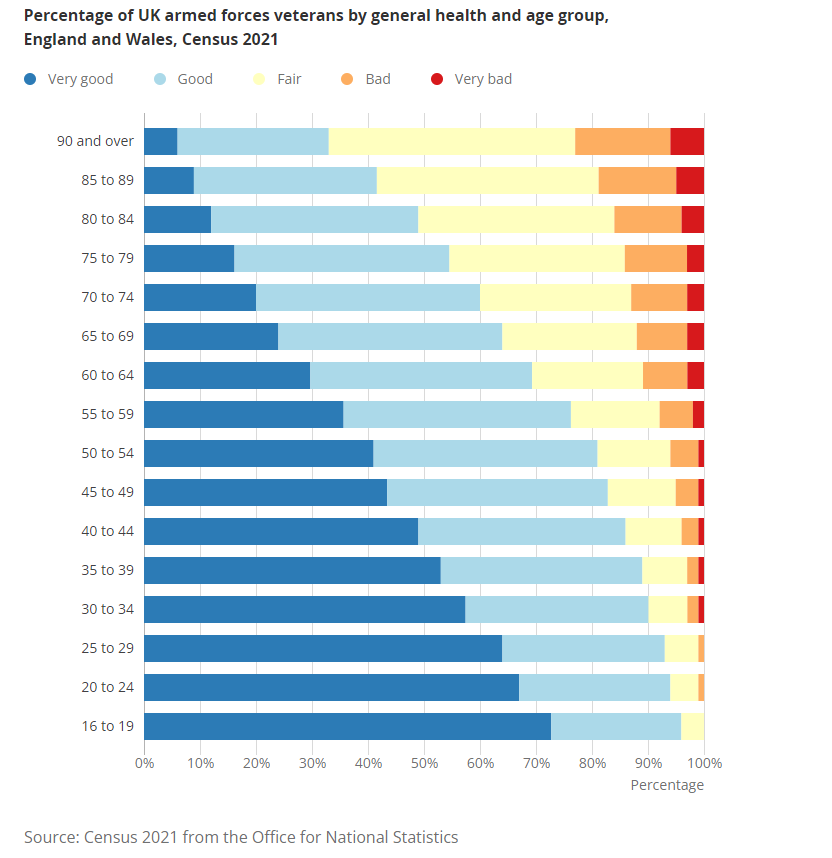 Percentage of UK armed forces veterans by general health and age group,
England and Wales, Census 2021
Very good Good Fair Bad Very bad
90 and over
85 to 89
80 to 84
75 to 79
70 to 74
65 to 69
60 to 64
55 to 59
50 to 54
45 to 49
40 to 44
35 to 39
30 to 34
25 to 29
20 to 24
16 to 19
0% 10% 20% 30% 40% 50% 60% 70% 80% 90% 100%
Percentage
Source: Census 2021 from the Office for National Statistics